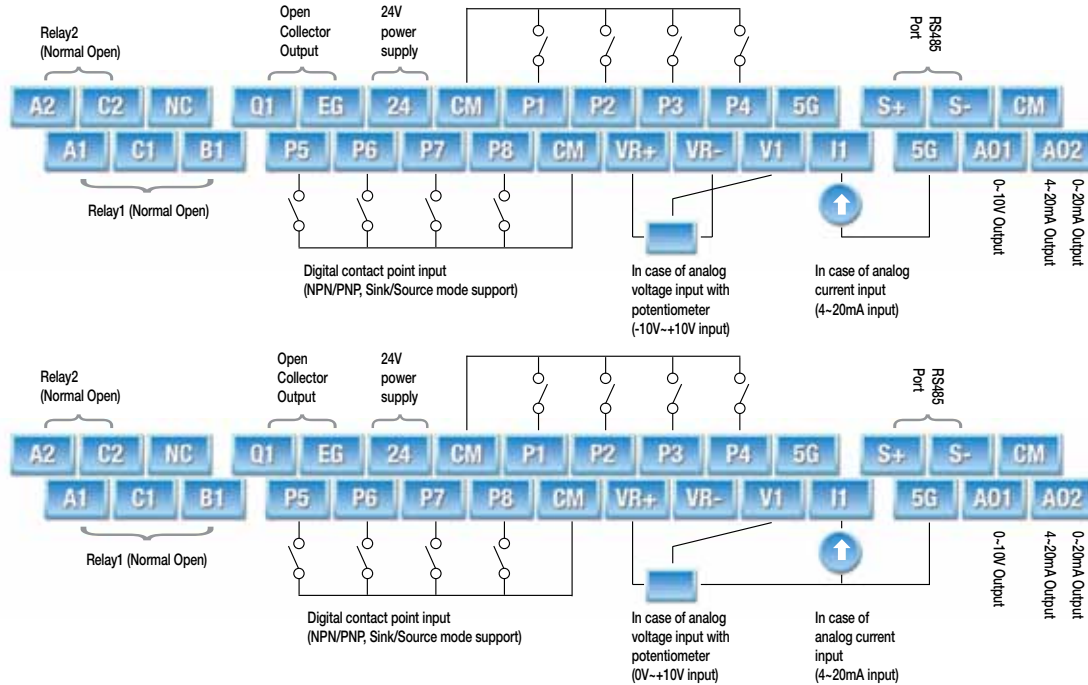 Relay2
(Normal Open)
Open
Collector
Output
24V
power
supply
RS485
Port
A2 C2 NC Q1 EG 24 CM P1 P2 P3 P4 5G S+ S- CM
A1 C1 B1 P5 P6 P7 P8 CM VR+ VR- V1 I1 5G AO1 AO2
Relay1 (Normal Open)
Digital contact point input
(NPN/PNP, Sink/Source mode support)
In case of analog
voltage input with
potentiometer
(-10V~+10V input)
In case of analog
current input
(4~20mA input)
0~10V Output
0~20mA Output
4~20mA Output
Relay2
(Normal Open)
Open
Collector
Output
24V
power
supply
RS485
Port
A2 C2 NC Q1 EG 24 CM P1 P2 P3 P4 5G S+ S- CM
A1 C1 B1 P5 P6 P7 P8 CM VR+ VR- V1 I1 5G AO1 AO2
Relay1 (Normal Open)
Digital contact point input
(NPN/PNP, Sink/Source mode support)
In case of analog
voltage input with
potentiometer
(0V~+10V input)
In case of
analog current
input
(4~20mA input)
0~10V Output
0~20mA Output
4~20mA Output